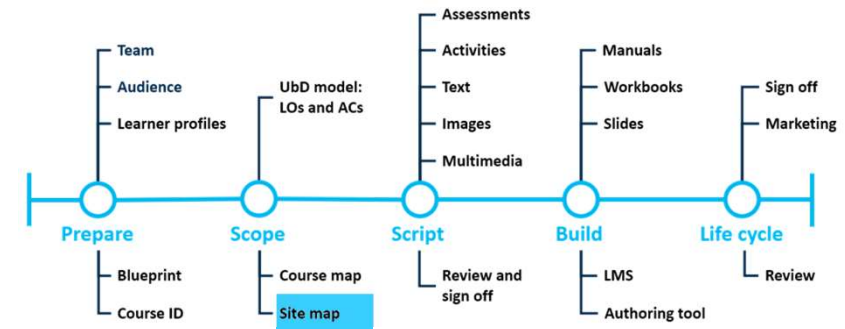 Assessments
Team
Activities
Manuals
Audience
UbD model:
LOs and ACs
Text
Workbooks
Sign off
Learner profiles
Images
Slides
Marketing
Multimedia
Prepare
Scope
Script
Build
Life cycle
Blueprint
Course map
Review and
sign off
LMS
Review
Course ID
Site map
Authoring tool